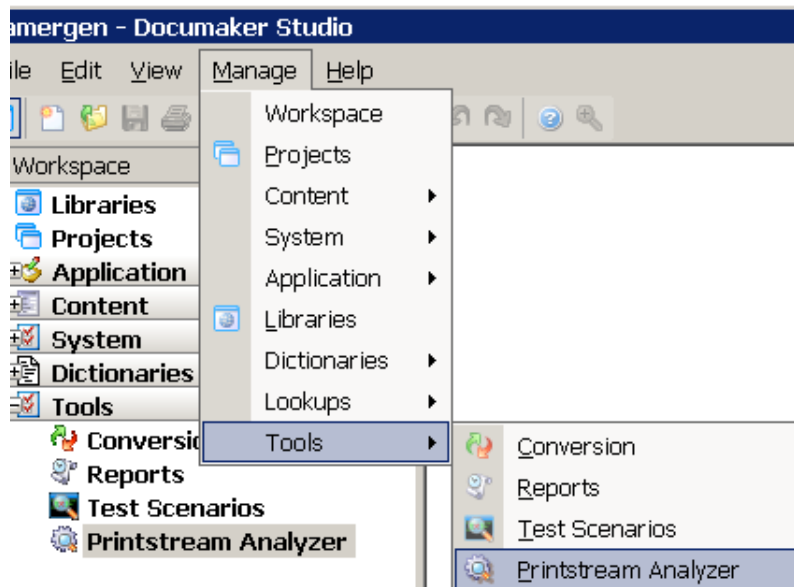 amergen - Documaker Studio
ile Edit View Manage Help
Workspace
Libraries
Projects
Application
Content
System
Dictionaries
Tools
Conversic
Reports
Test Scenarios
Printstream Analyzer
Workspace
Projects
Content
System
Application
Libraries
Dictionaries
Lookups
Tools
Conversion
Reports
Test Scenarios
Printstream Analyzer